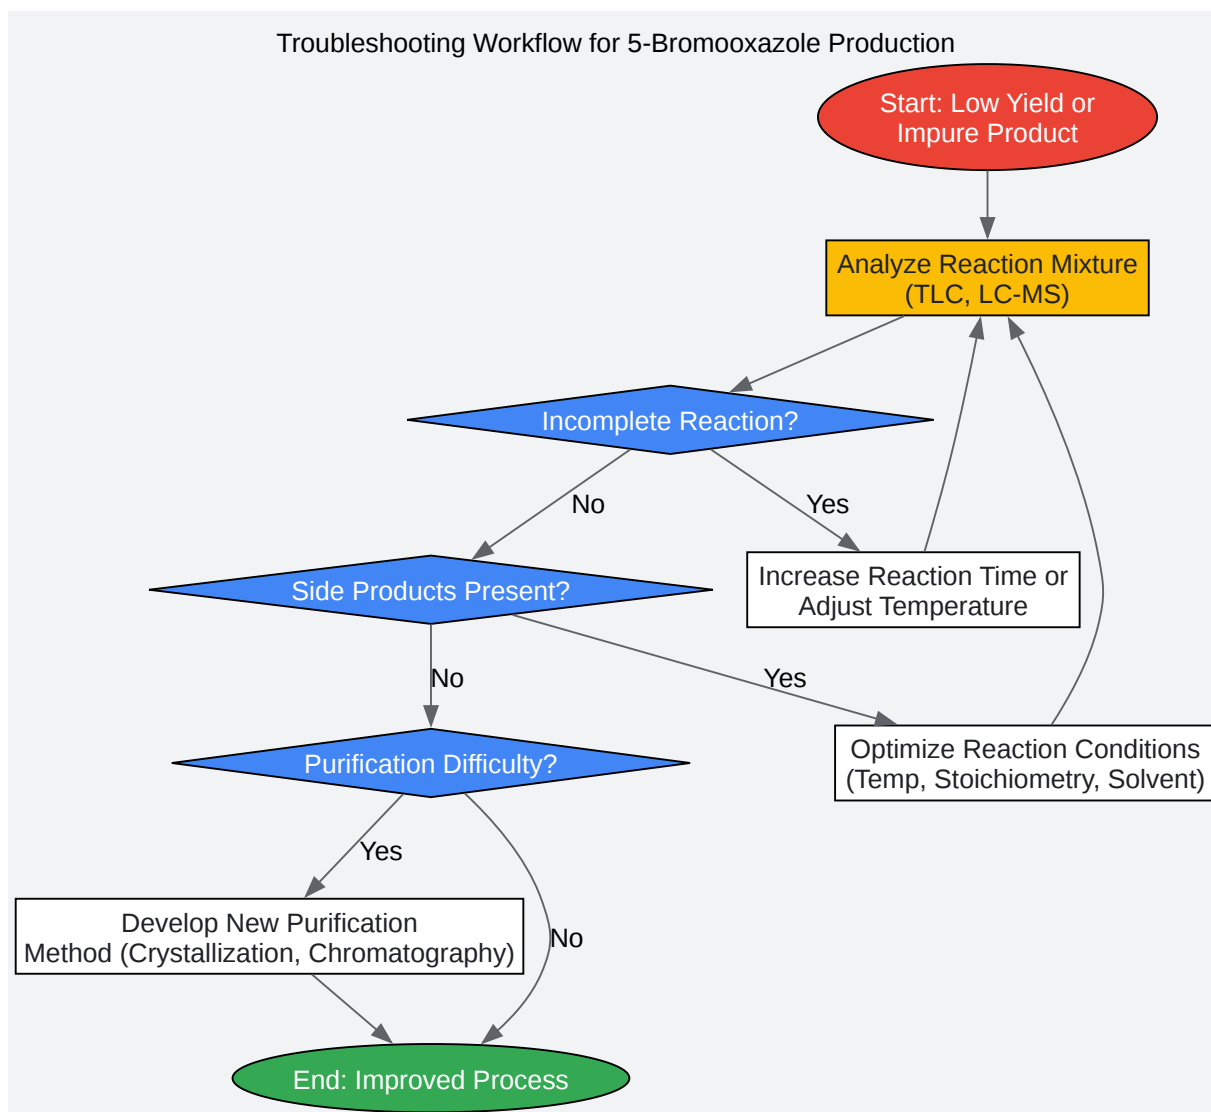 Troubleshooting Workflow for 5-Bromooxazole Production
Start: Low Yield or
Impure Product
Analyze Reaction Mixture
(TLC, LC-MS)
Incomplete Reaction?
No
Yes
Increase Reaction Time or
Adjust Temperature
Side Products Present?
No
Yes
Optimize Reaction Conditions
(Temp, Stoichiometry, Solvent)
Purification Difficulty?
Yes
No
Develop New Purification
Method (Crystallization, Chromatography)
End: Improved Process